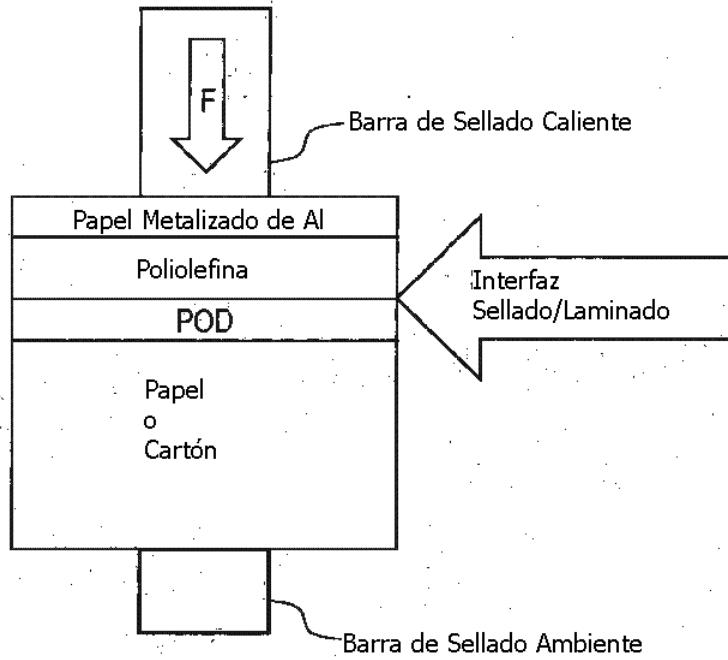 F
Barra de Sellado Caliente
Papel Metalizado de Al
Poliolefina
Interfaz
Sellado/Laminado
POD
Papel
o
Cartón
Barra de Sellado Ambiente